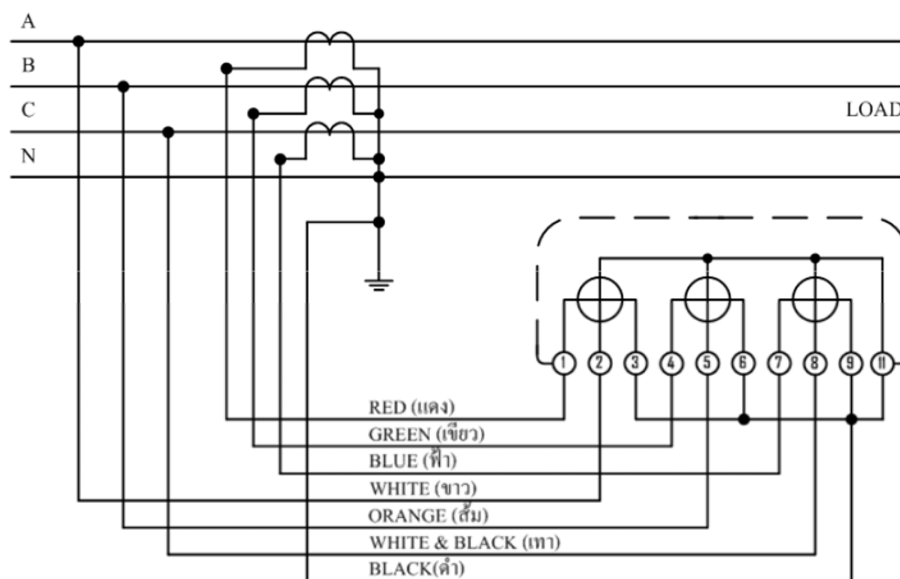 A
B
C
LOAD
N
1 2 3 4 5 6 7 8 9 11
RED (แดง)
GREEN (เขียว)
BLUE (ฟ้า)
WHITE (ขาว)
ORANGE (ส้ม)
WHITE & BLACK (เทา)
BLACK(ดำ)